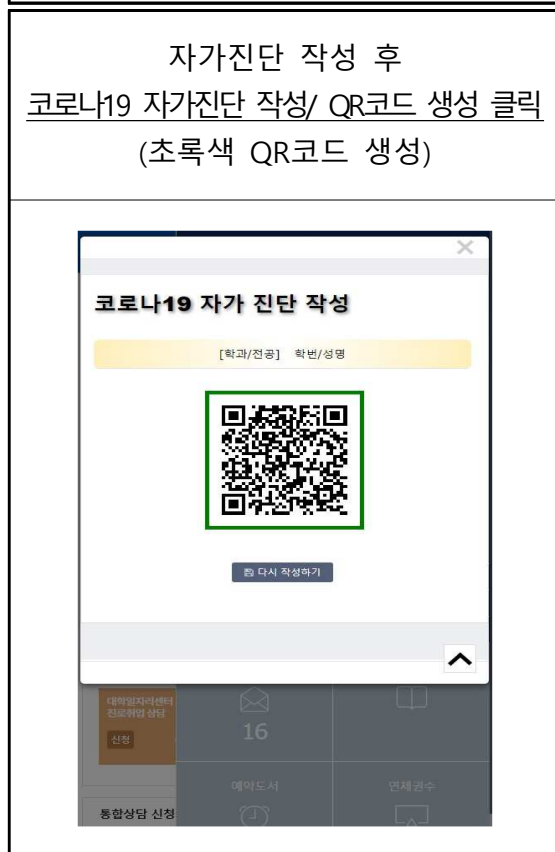 자가진단 작성 후
코로나19 자가진단 작성/ QR코드 생성 클릭
(초록색 QR코드 생성)
코로나19 자가 진단 작성
[학과/전공] 학번/성명
다시 작성하기
대학일자리센터
진로취업 상담
신청
16
예약도서
연체권수
통합상담 신청